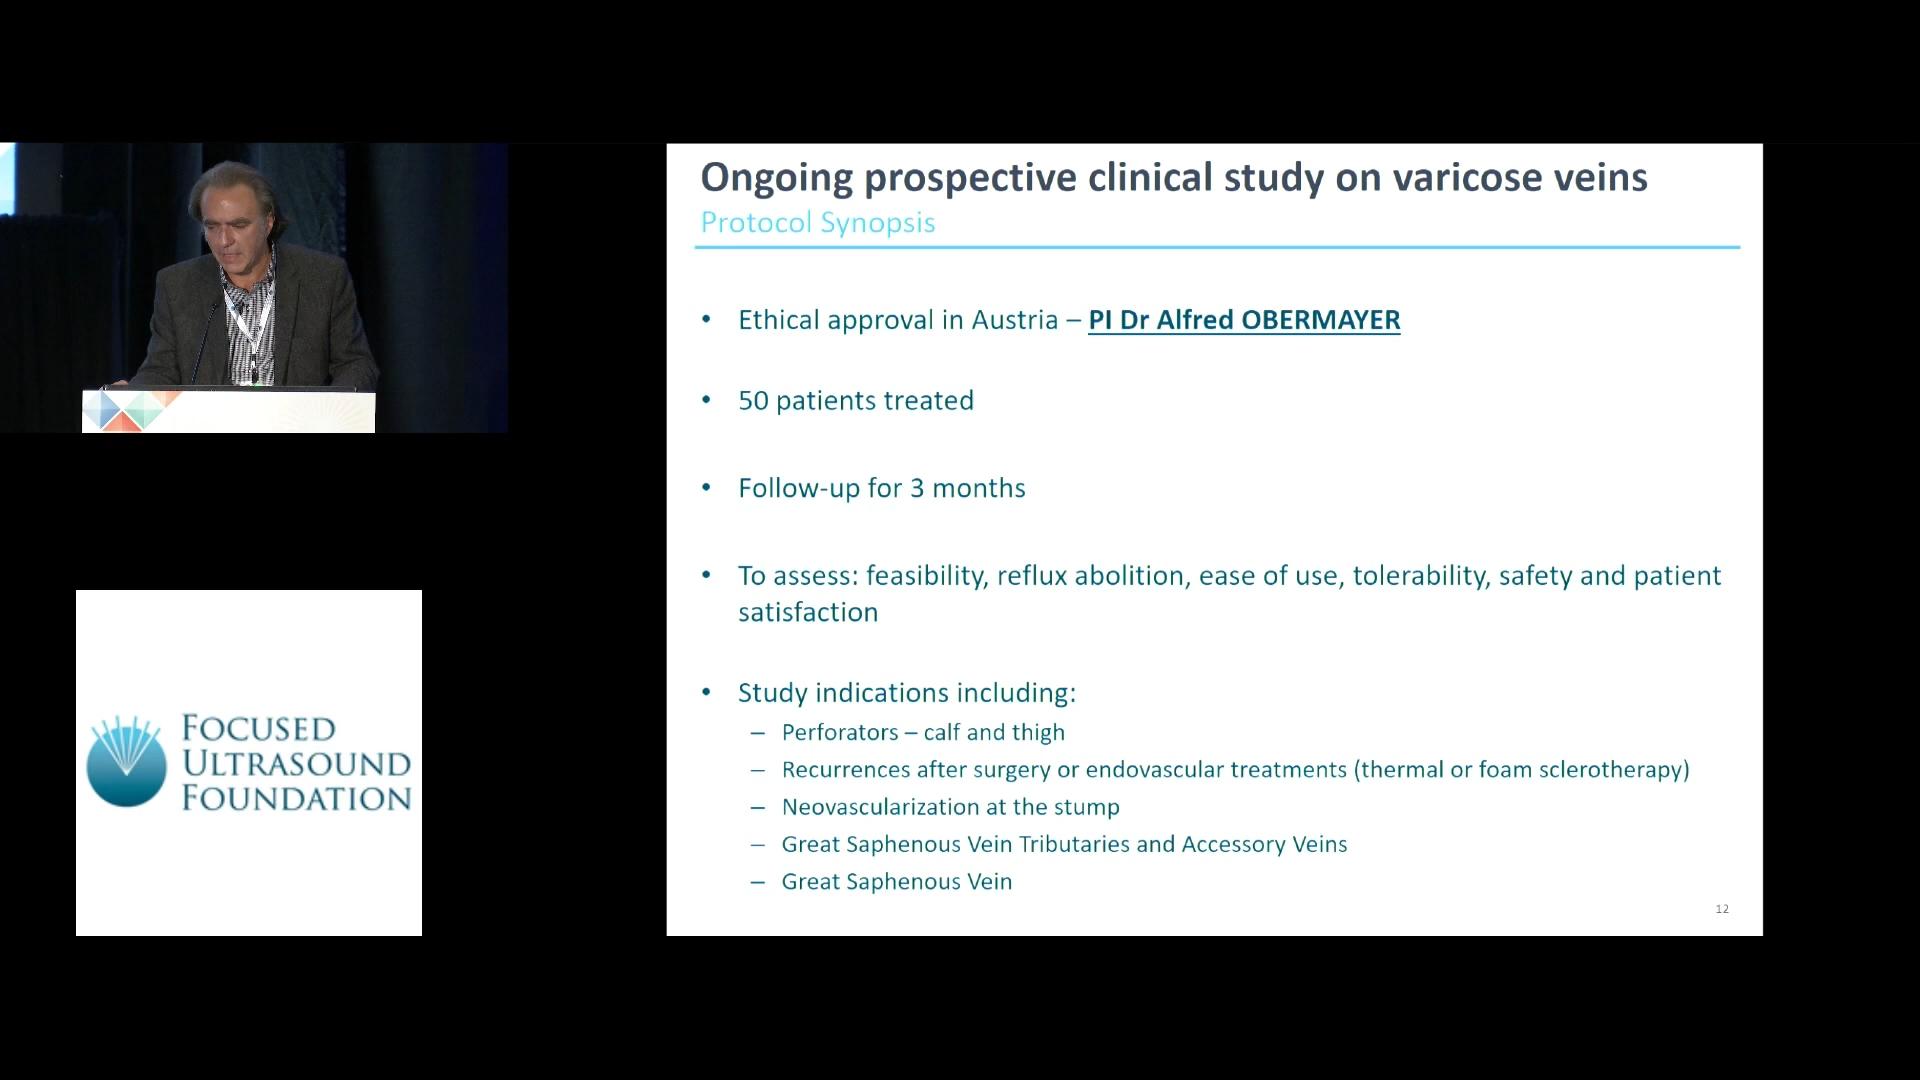 Ongoing prospective clinical study on varicose veins
Protocol Synopsis
• Ethical approval in Austria – PI Dr Alfred OBERMAYER
• 50 patients treated
• Follow-up for 3 months
• To assess: feasibility, reflux abolition, ease of use, tolerability, safety and patient
satisfaction
• Study indications including:
– Perforators – calf and thigh
– Recurrences after surgery or endovascular treatments (thermal or foam sclerotherapy)
– Neovascularization at the stump
– Great Saphenous Vein Tributaries and Accessory Veins
– Great Saphenous Vein
12
FOCUSED
ULTRASOUND
FOUNDATION